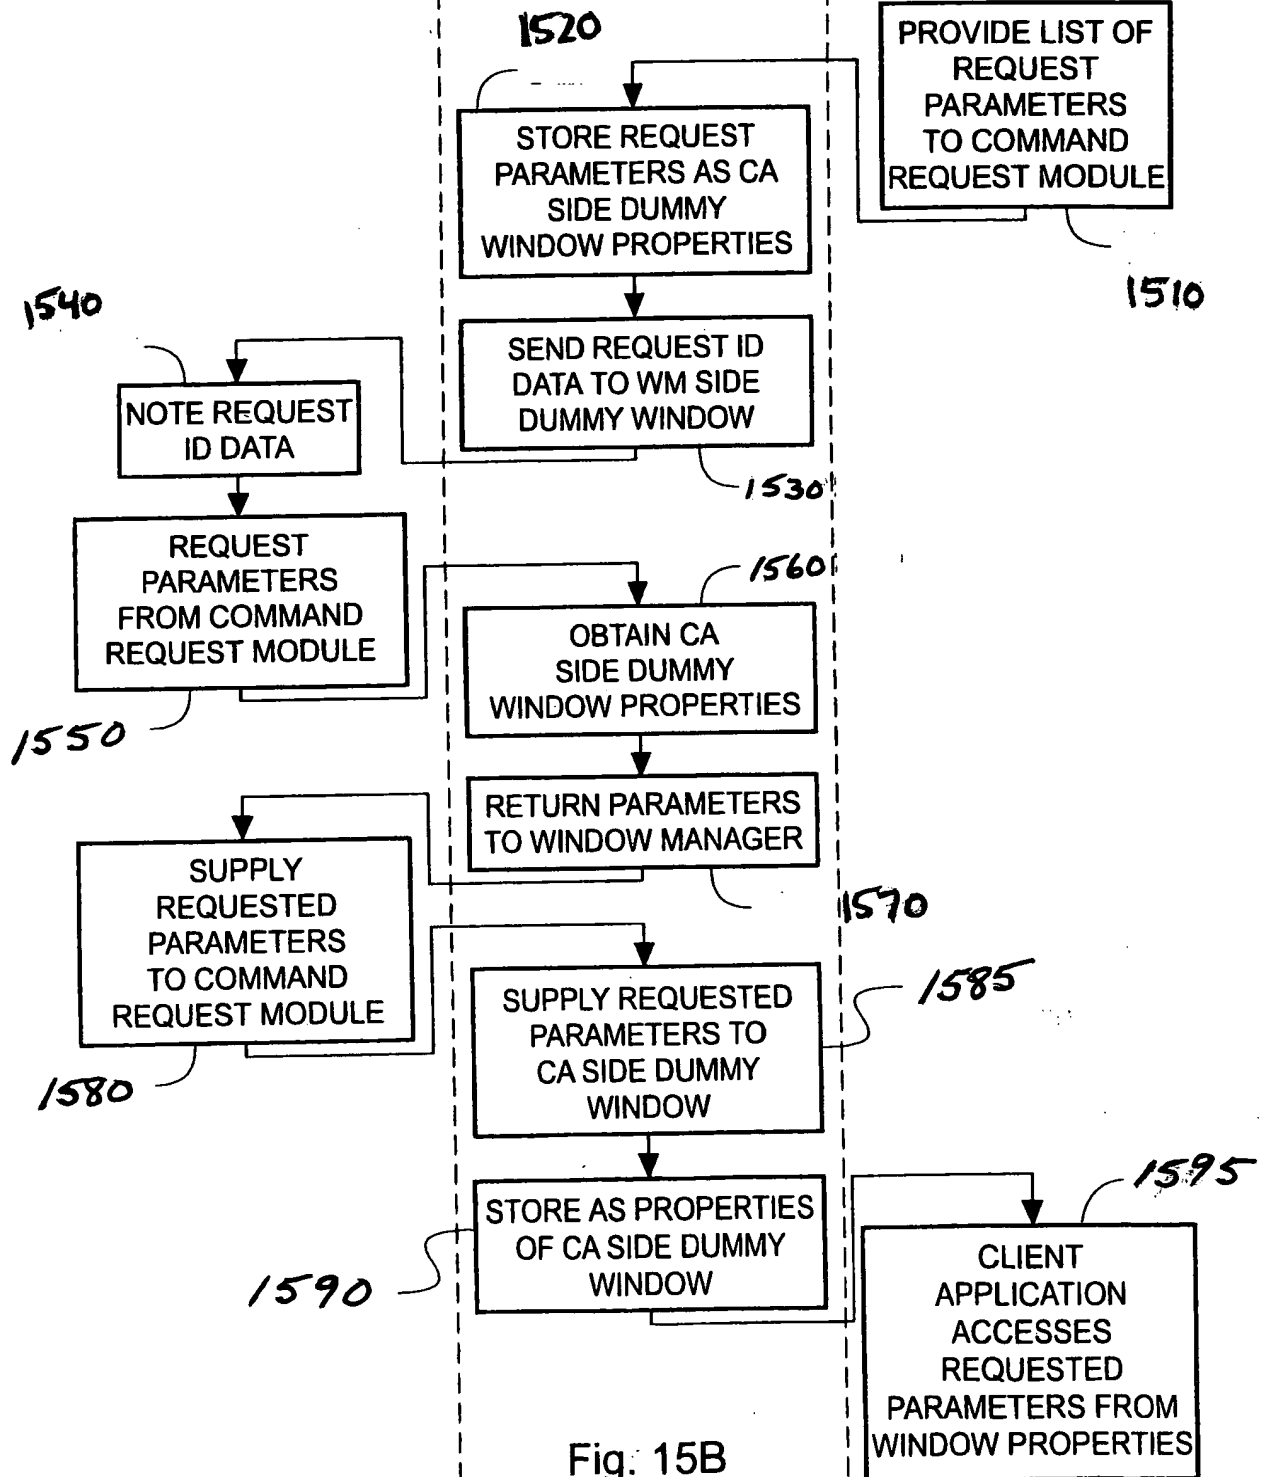 1520
PROVIDE LIST OF
REQUEST
PARAMETERS
TO COMMAND
REQUEST MODULE
1510
STORE REQUEST
PARAMETERS AS CA
SIDE DUMMY
WINDOW PROPERTIES
1540
SEND REQUEST ID
DATA TO WM SIDE
DUMMY WINDOW
1530
NOTE REQUEST
ID DATA
REQUEST
PARAMETERS
FROM COMMAND
REQUEST MODULE
1550
1560
OBTAIN CA
SIDE DUMMY
WINDOW PROPERTIES
RETURN PARAMETERS
TO WINDOW MANAGER
1570
SUPPLY
REQUESTED
PARAMETERS
TO COMMAND
REQUEST MODULE
1580
SUPPLY REQUESTED
PARAMETERS TO
CA SIDE DUMMY
WINDOW
1585
STORE AS PROPERTIES
OF CA SIDE DUMMY
WINDOW
1590
1595
CLIENT
APPLICATION
ACCESSES
REQUESTED
PARAMETERS FROM
WINDOW PROPERTIES
Fig. 15B